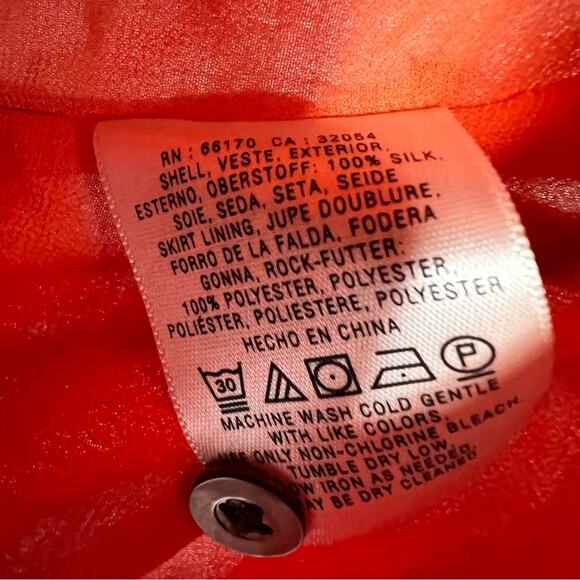 RN : 66170 CA : 32054
SHELL, VESTE, EXTERIOR,
ESTERNO, OBERSTOFF: 100% SILK,
SOIE, SEDA, SETA, SEIDE
SKIRT LINING, JUPE DOUBLURE,
FORRO DE LA FALDA, FODERA
GONNA, ROCK-FUTTER:
100% POLYESTER, POLYESTER,
POLIÉSTER, POLIESTERE, POLYESTER
HECHO EN CHINA
30 P
MACHINE WASH COLD GENTLE
WITH LIKE COLORS,
ONLY NON-CHLORINE BLEACH.
TUMBLE DRY LOW,
IRON AS NEEDED,
BE DRY CLEANED